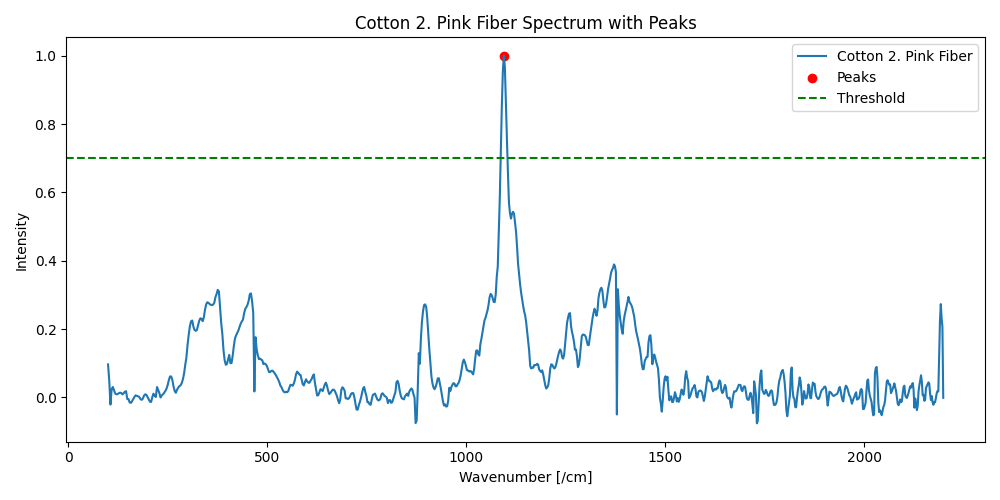 Cotton 2. Pink Fiber Spectrum with Peaks
Cotton 2. Pink Fiber
Peaks
Threshold
1.0
0.8
0.6
0.4
0.2
0.0
Intensity
0 500 1000 1500 2000
Wavenumber [/cm]